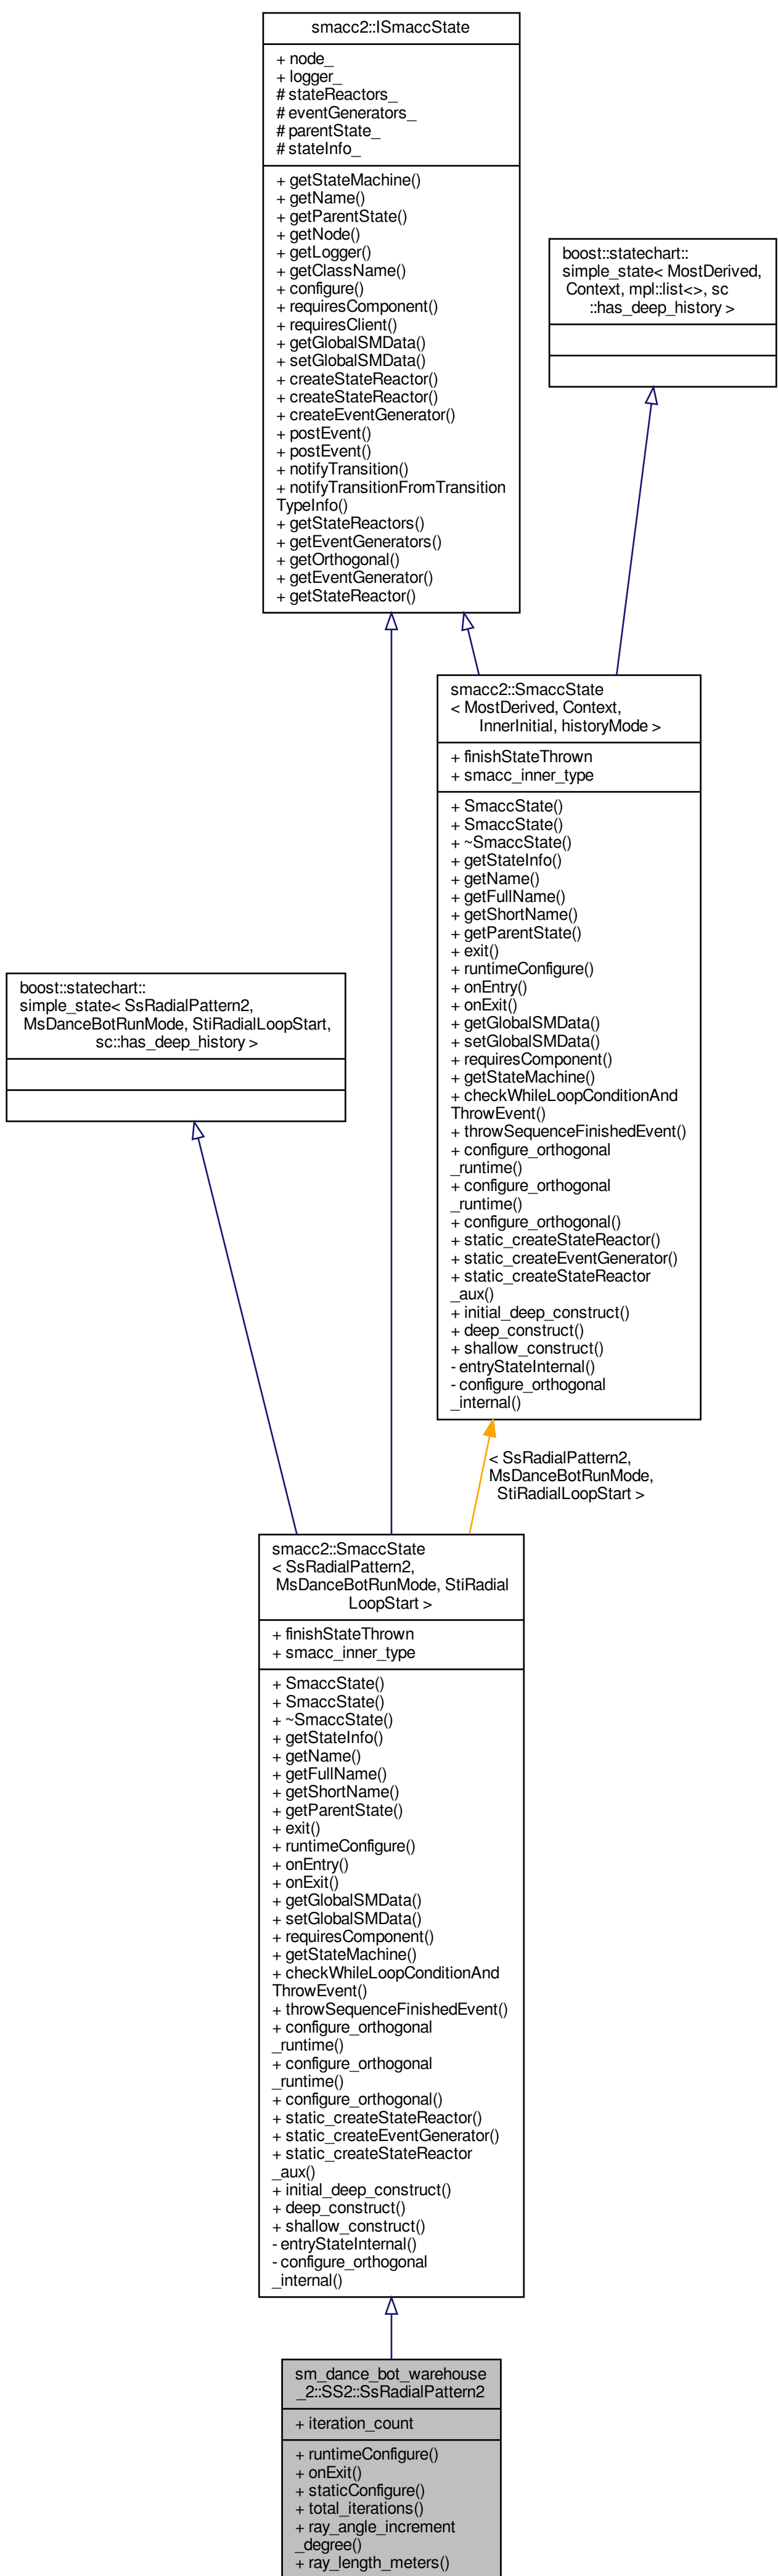 smacc2::ISmaccState
+ node_
+ logger_
# stateReactors_
# eventGenerators_
# parentState_
# stateInfo_
+ getStateMachine()
+ getName()
+ getParentState()
+ getNode()
+ getLogger()
+ getClassName()
+ configure()
+ requiresComponent()
+ requiresClient()
+ getGlobalSMData()
+ setGlobalSMData()
+ createStateReactor()
+ createStateReactor()
+ createEventGenerator()
+ postEvent()
+ postEvent()
+ notifyTransition()
+ notifyTransitionFromTransition
TypeInfo()
+ getStateReactors()
+ getEventGenerators()
+ getOrthogonal()
+ getEventGenerator()
+ getStateReactor()
boost::statechart::
simple_state< MostDerived,
Context, mpl::list<>, sc
::has_deep_history >
smacc2::SmaccState
< MostDerived, Context,
InnerInitial, historyMode >
+ finishStateThrown
+ smacc_inner_type
+ SmaccState()
+ SmaccState()
+ ~SmaccState()
+ getStateInfo()
+ getName()
+ getFullName()
+ getShortName()
+ getParentState()
+ exit()
+ runtimeConfigure()
+ onEntry()
+ onExit()
+ getGlobalSMData()
+ setGlobalSMData()
+ requiresComponent()
+ getStateMachine()
+ checkWhileLoopConditionAnd
ThrowEvent()
+ throwSequenceFinishedEvent()
+ configure_orthogonal
_runtime()
+ configure_orthogonal
_runtime()
+ configure_orthogonal()
+ static_createStateReactor()
+ static_createEventGenerator()
+ static_createStateReactor
_aux()
+ initial_deep_construct()
+ deep_construct()
+ shallow_construct()
- entryStateInternal()
- configure_orthogonal
_internal()
boost::statechart::
simple_state< SsRadialPattern2,
MsDanceBotRunMode, StiRadialLoopStart,
sc::has_deep_history >
< SsRadialPattern2,
MsDanceBotRunMode,
StiRadialLoopStart >
smacc2::SmaccState
< SsRadialPattern2,
MsDanceBotRunMode, StiRadial
LoopStart >
+ finishStateThrown
+ smacc_inner_type
+ SmaccState()
+ SmaccState()
+ ~SmaccState()
+ getStateInfo()
+ getName()
+ getFullName()
+ getShortName()
+ getParentState()
+ exit()
+ runtimeConfigure()
+ onEntry()
+ onExit()
+ getGlobalSMData()
+ setGlobalSMData()
+ requiresComponent()
+ getStateMachine()
+ checkWhileLoopConditionAnd
ThrowEvent()
+ throwSequenceFinishedEvent()
+ configure_orthogonal
_runtime()
+ configure_orthogonal
_runtime()
+ configure_orthogonal()
+ static_createStateReactor()
+ static_createEventGenerator()
+ static_createStateReactor
_aux()
+ initial_deep_construct()
+ deep_construct()
+ shallow_construct()
- entryStateInternal()
- configure_orthogonal
_internal()
sm_dance_bot_warehouse
_2::SS2::SsRadialPattern2
+ iteration_count
+ runtimeConfigure()
+ onExit()
+ staticConfigure()
+ total_iterations()
+ ray_angle_increment
_degree()
+ ray_length_meters()